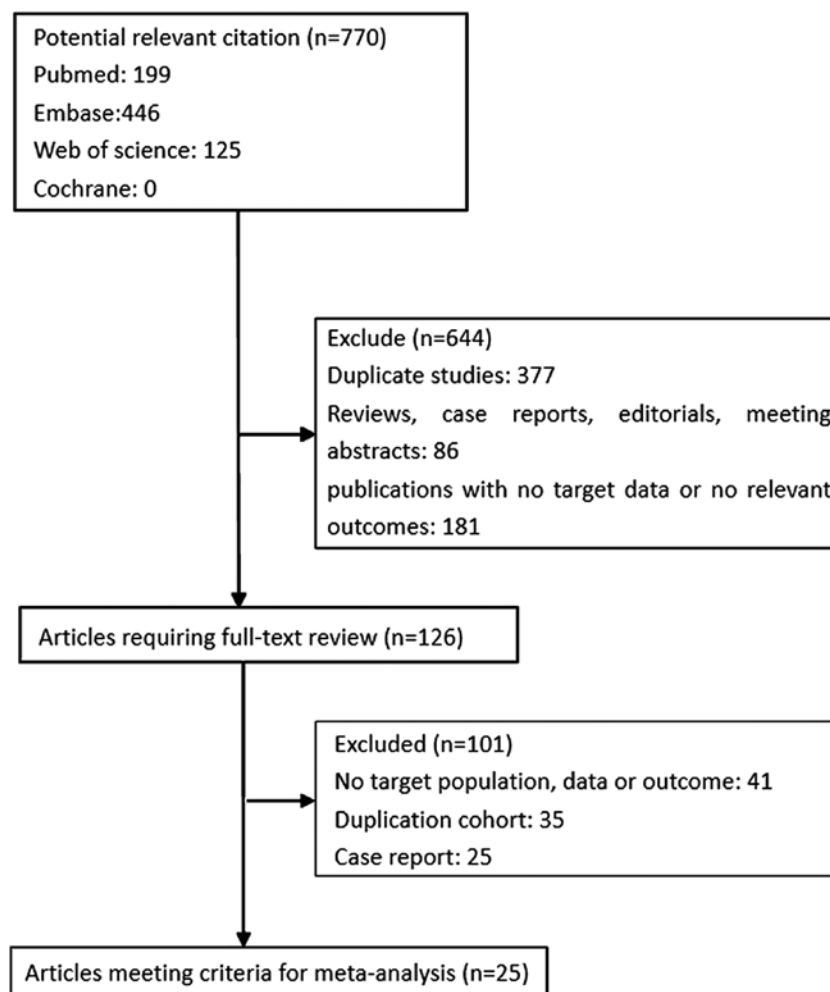 Potential relevant citation (n=770)
Pubmed: 199
Embase:446
Web of science: 125
Cochrane: 0
Exclude (n=644)
Duplicate studies: 377
Reviews, case reports, editorials, meeting
abstracts: 86
publications with no target data or no relevant
outcomes: 181
Articles requiring full-text review (n=126)
Excluded (n=101)
No target population, data or outcome: 41
Duplication cohort: 35
Case report: 25
Articles meeting criteria for meta-analysis (n=25)